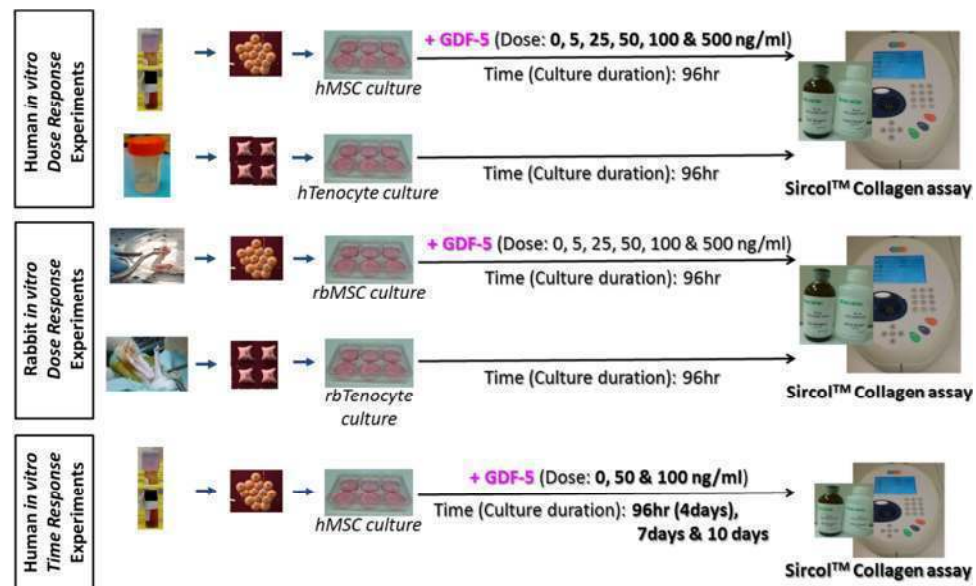 Human in vitro
Dose Response
Experiments
+ GDF-5 (Dose: 0, 5, 25, 50, 100 & 500 ng/ml)
Time (Culture duration): 96hr
hMSC culture
Time (Culture duration): 96hr
hTenocyte culture
Sircol™ Collagen assay
Rabbit in vitro
Dose Response
Experiments
+ GDF-5 (Dose: 0, 5, 25, 50, 100 & 500 ng/ml)
Time (Culture duration): 96hr
rbMSC culture
Time (Culture duration): 96hr
rbTenocyte
culture
Sircol™ Collagen assay
Human in vitro
Time Response
Experiments
+ GDF-5 (Dose: 0, 50 & 100 ng/ml)
Time (Culture duration): 96hr (4days),
7days & 10 days
hMSC culture
Sircol™ Collagen assay